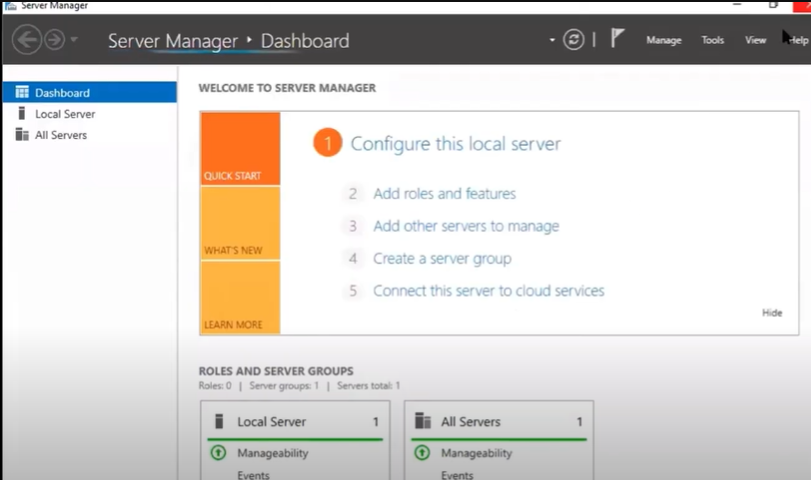 Server Manager
Server Manager ‣ Dashboard
Manage Tools View Help
Dashboard
Local Server
All Servers
WELCOME TO SERVER MANAGER
QUICK START
WHAT'S NEW
LEARN MORE
1 Configure this local server
2 Add roles and features
3 Add other servers to manage
4 Create a server group
5 Connect this server to cloud services
Hide
ROLES AND SERVER GROUPS
Roles: 0 | Server groups: 1 | Servers total: 1
Local Server 1
Manageability
Events
All Servers 1
Manageability
Events